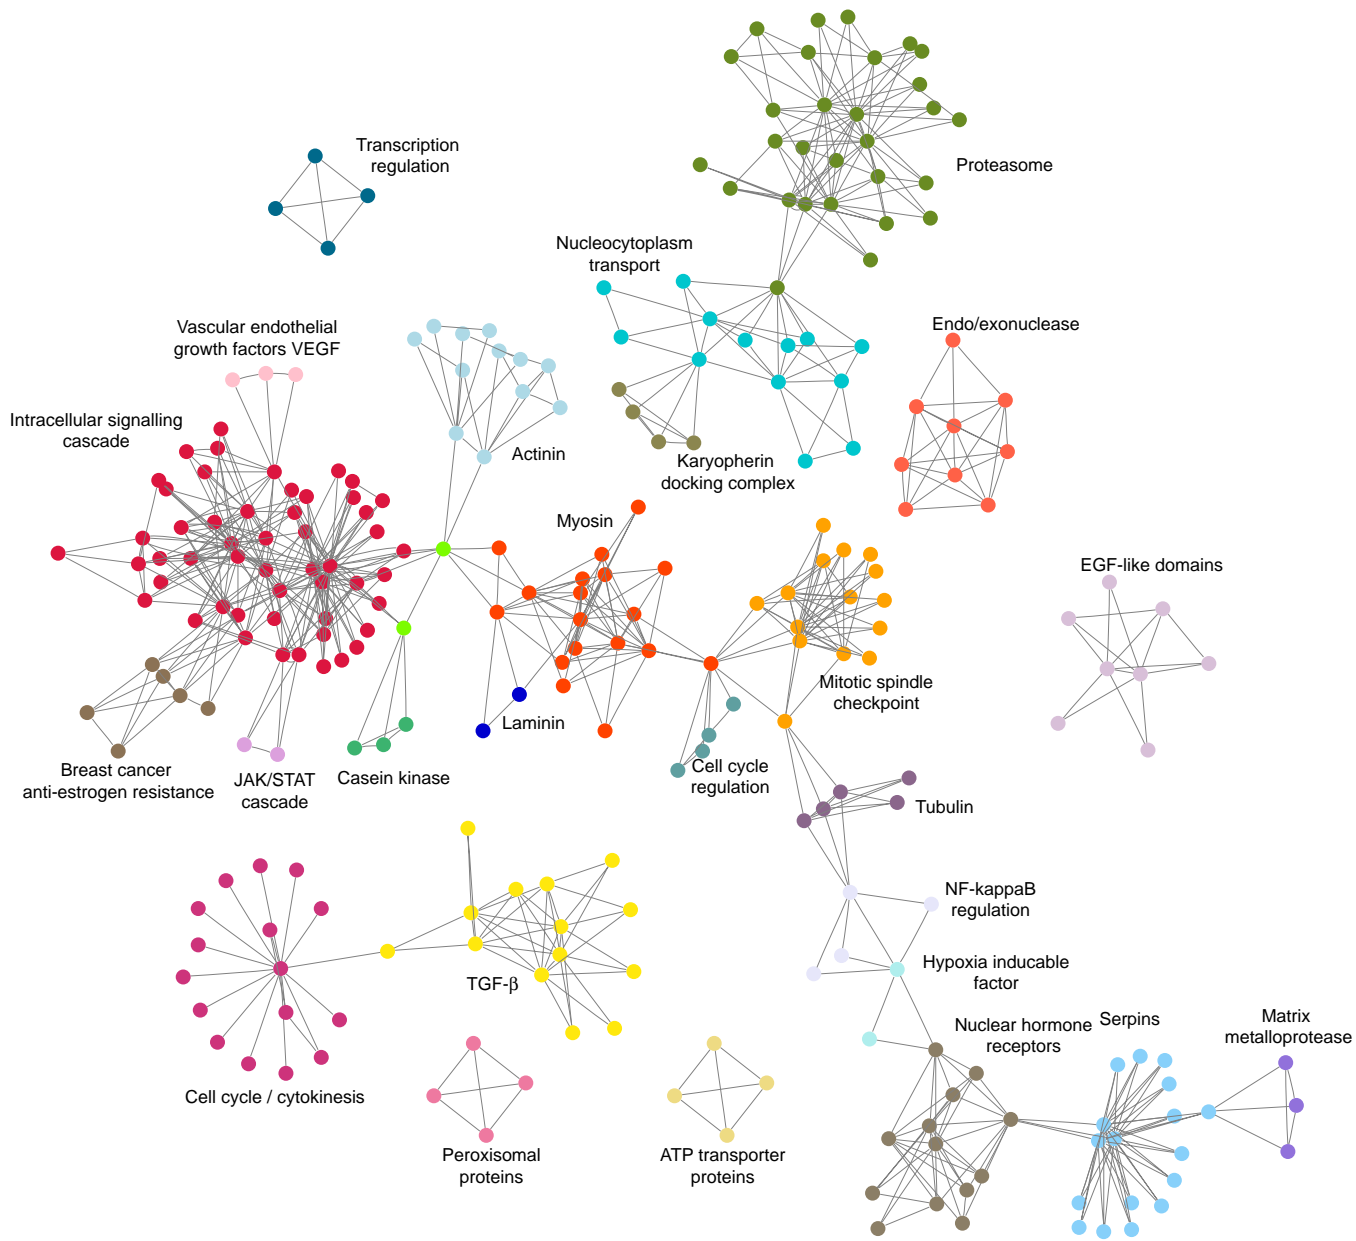 Transcription
regulation
Proteasome
Nucleocytoplasm
transport
Vascular endothelial
growth factors VEGF
Endo/exonuclease
Intracellular signalling
cascade
Actinin
Karyopherin
docking complex
Myosin
EGF-like domains
Mitotic spindle
checkpoint
Laminin
Breast cancer
anti-estrogen resistance
JAK/STAT
cascade
Casein kinase
Cell cycle
regulation
Tubulin
NF-kappaB
regulation
TGF-β
Hypoxia inducable
factor
Nuclear hormone
receptors
Serpins
Matrix
metalloprotease
Cell cycle / cytokinesis
Peroxisomal
proteins
ATP transporter
proteins